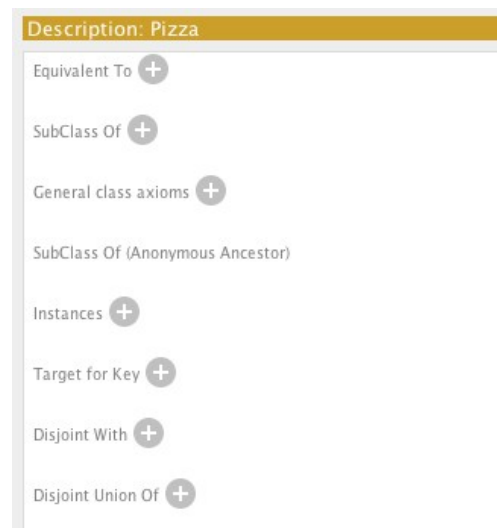 Description: Pizza
Equivalent To
SubClass Of
General class axioms
SubClass Of (Anonymous Ancestor)
Instances
Target for Key
Disjoint With
Disjoint Union Of